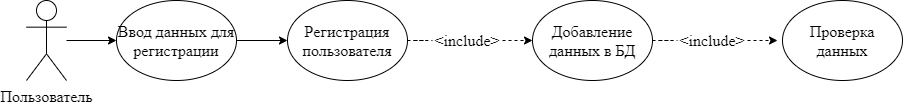 Ввод данных для
регистрации
Регистрация
пользователя
<include>
Добавление
данных в БД
<include>
Проверка
данных
Пользователь